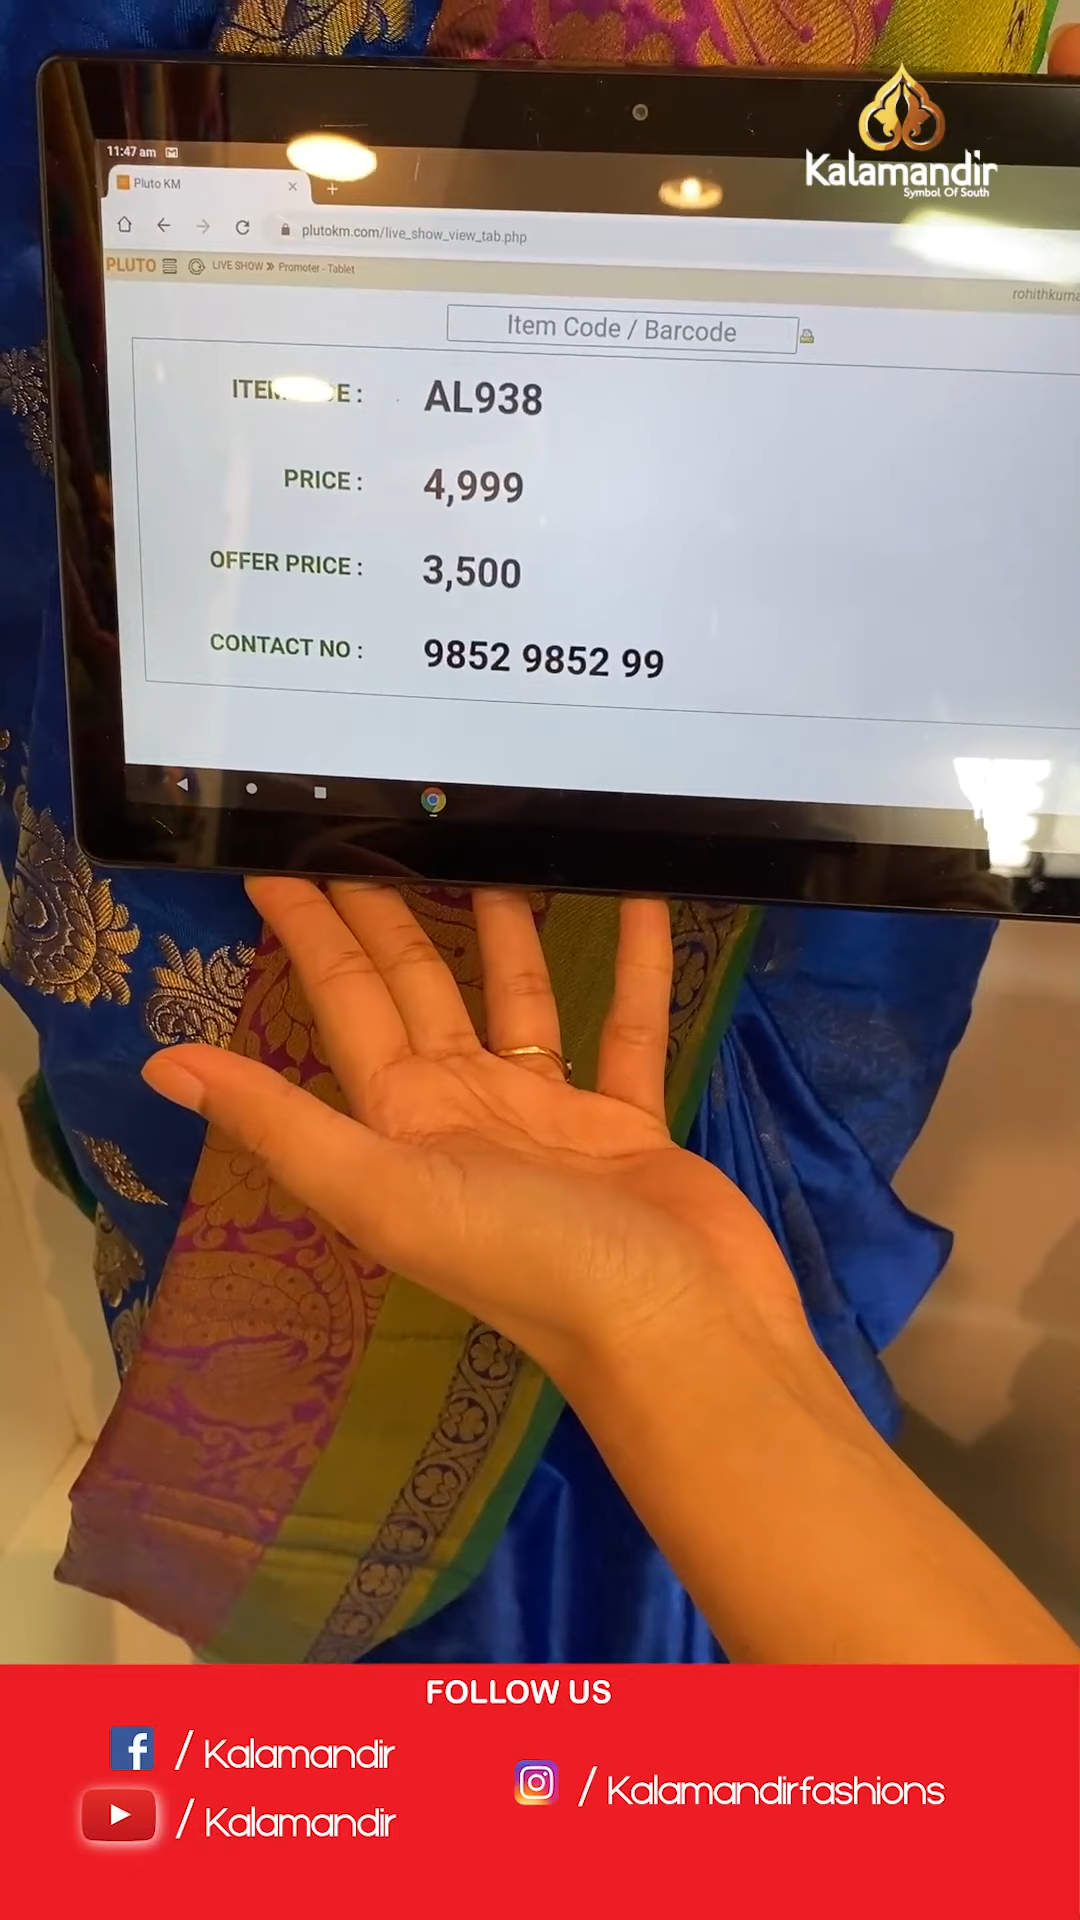 Kalamandir
Symbol Of South
11:47 am
Pluto KM
plutokm.com/live_show_view_tab.php
PLUTO
LIVE SHOW » Promoter - Tablet
Item Code / Barcode
AL938
PRICE : 4,999
OFFER PRICE : 3,500
CONTACT NO : 9852 9852 99
FOLLOW US
/ Kalamandir
/ Kalamandirfashions
/ Kalamandir